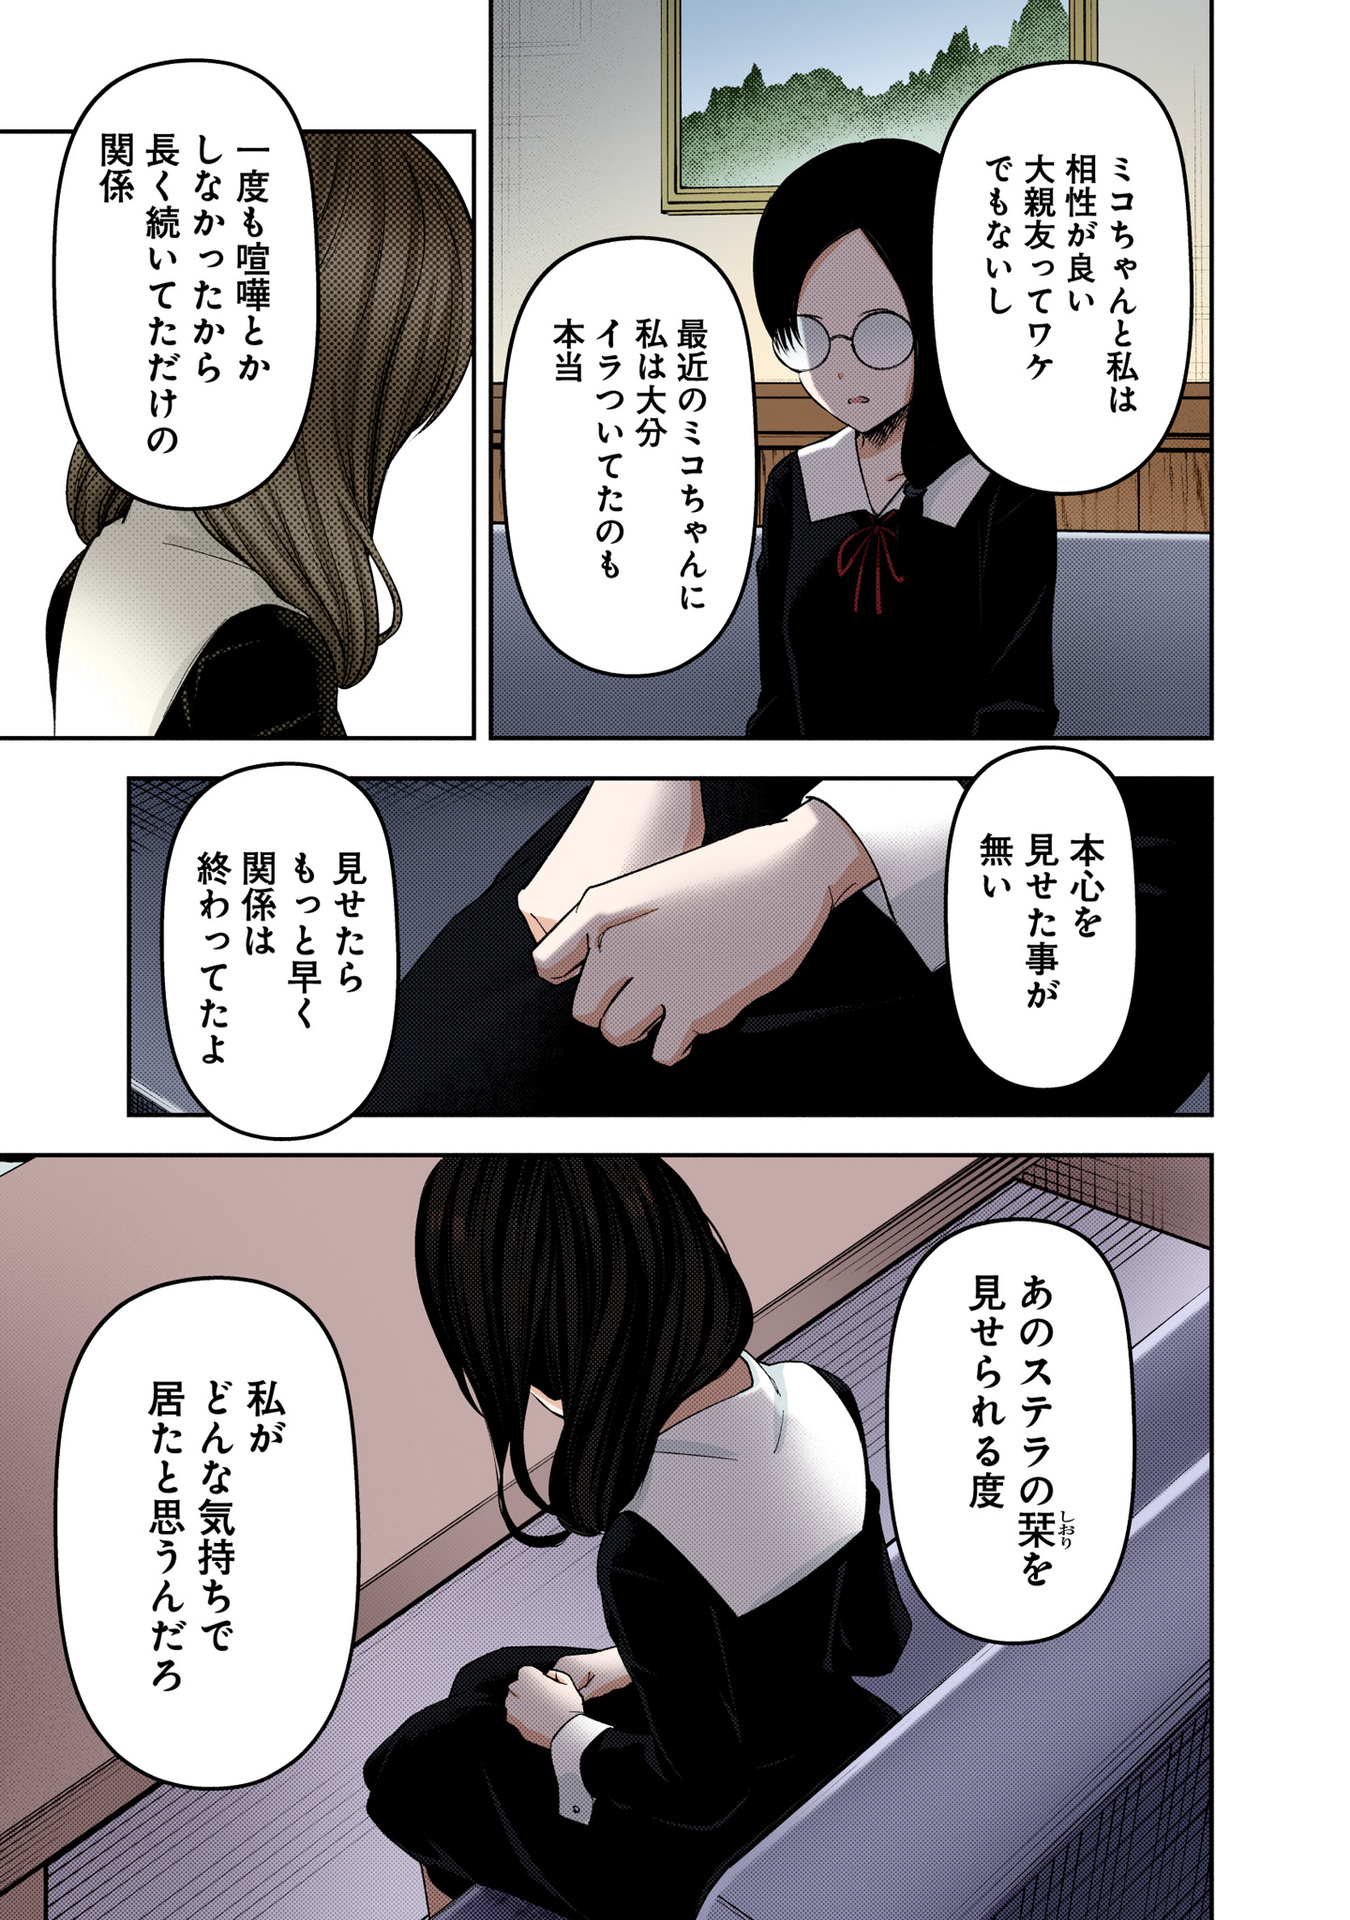 ミコちゃんと私は
相性が良い
大親友ってワケ
でもないし
最近のミコちゃんに
私は大分
イラついてたのも
本当
一度も喧嘩とか
しなかったから
長く続いてただけの
関係
本心を
見せた事が
無い
見せたら
もっと早く
関係は
終わってたよ
あのステラの栞を
しおり
見せられる度
私が
どんな気持ちで
居たと思うんだろ